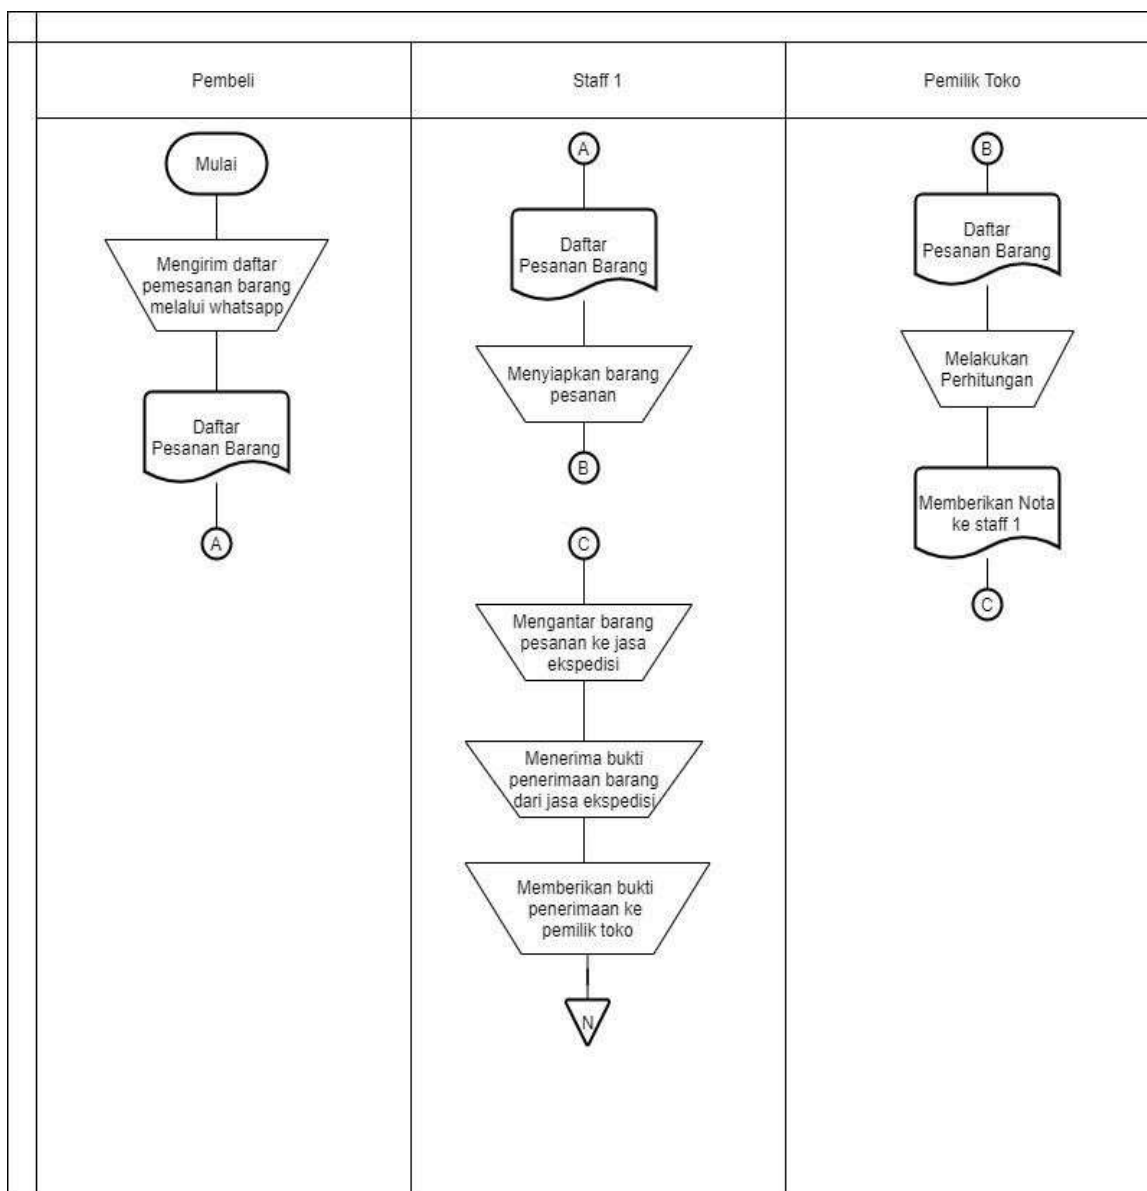 Pembeli
Staff 1
Pemilik Toko
Mulai
Mengirim daftar
pemesanan barang
melalui whatsapp
Daftar
Pesanan Barang
A
A
Daftar
Pesanan Barang
Menyiapkan barang
pesanan
B
C
Mengantar barang
pesanan ke jasa
ekspedisi
Menerima bukti
penerimaan barang
dari jasa ekspedisi
Memberikan bukti
penerimaan ke
pemilik toko
N
B
Daftar
Pesanan Barang
Melakukan
Perhitungan
Memberikan Nota
ke staff 1
C